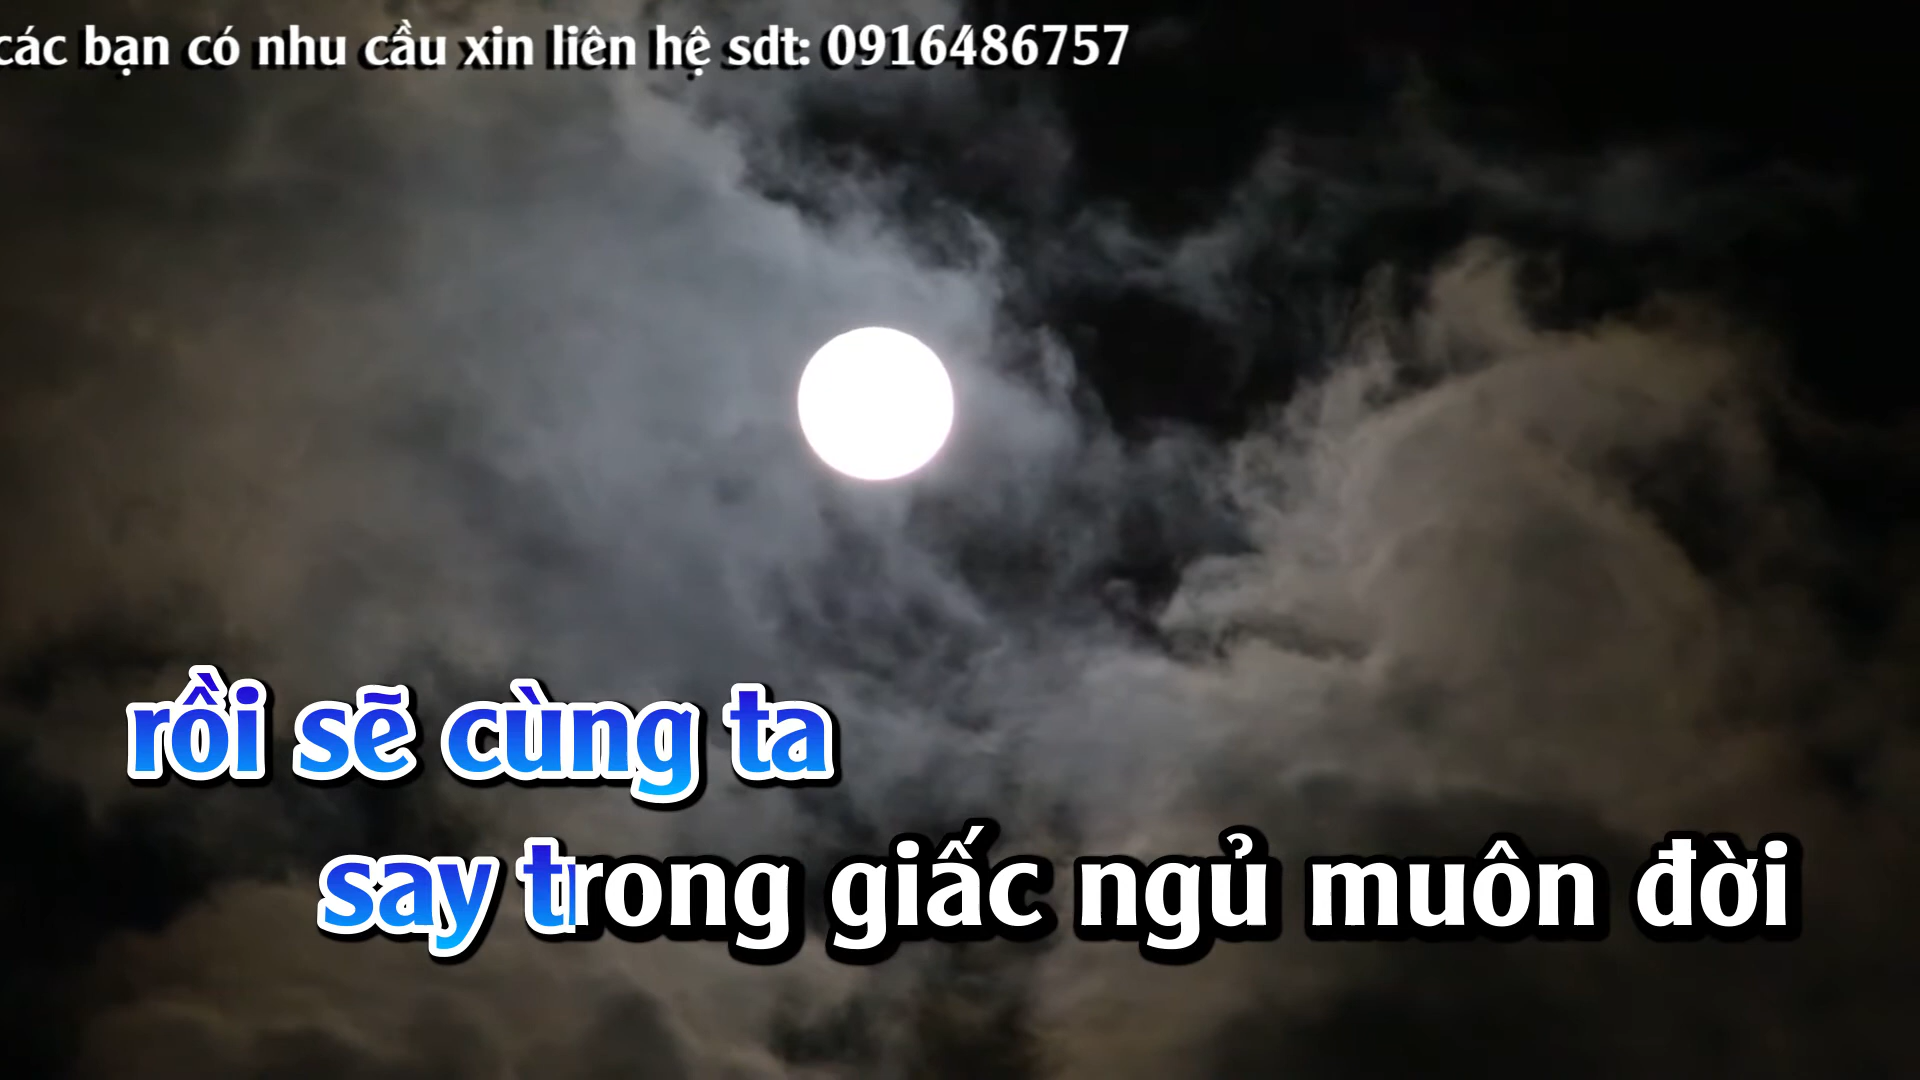 các bạn có nhu cầu xin liên hệ sdt: 0916486757
rồi sẽ cùng ta
say trong giấc ngủ muôn đời